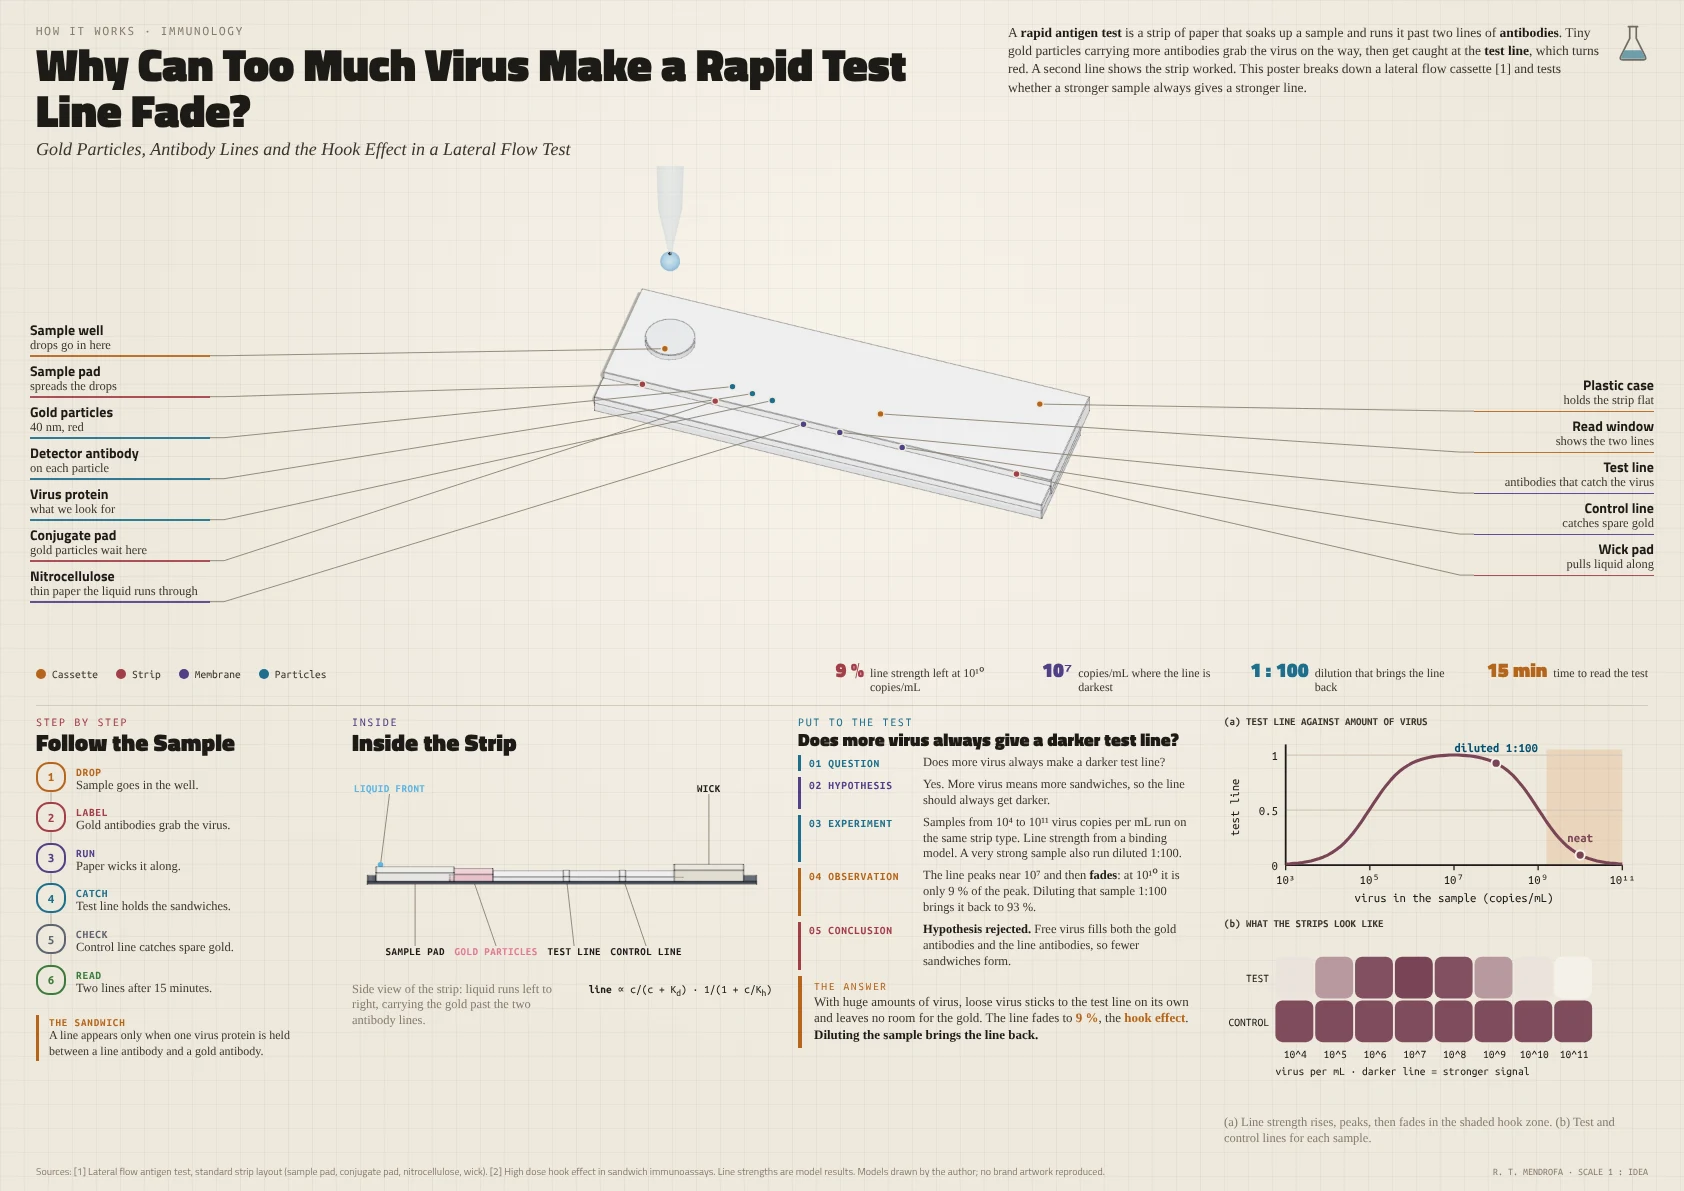 HOW IT WORKS · IMMUNOLOGY
Why Can Too Much Virus Make a Rapid Test
Line Fade?
Gold Particles, Antibody Lines and the Hook Effect in a Lateral Flow Test
A rapid antigen test is a strip of paper that soaks up a sample and runs it past two lines of antibodies. Tiny
gold particles carrying more antibodies grab the virus on the way, then get caught at the test line, which turns
red. A second line shows the strip worked. This poster breaks down a lateral flow cassette [1] and tests
whether a stronger sample always gives a stronger line.
Sample well
drops go in here
Sample pad
spreads the drops
Gold particles
40 nm, red
Detector antibody
on each particle
Virus protein
what we look for
Conjugate pad
gold particles wait here
Nitrocellulose
thin paper the liquid runs through
Plastic case
holds the strip flat
Read window
shows the two lines
Test line
antibodies that catch the virus
Control line
catches spare gold
Wick pad
pulls liquid along
Cassette
Strip
Membrane
Particles
9 % line strength left at 10¹⁰
copies/mL
10⁷ copies/mL where the line is
darkest
1 : 100 dilution that brings the line
back
15 min time to read the test
STEP BY STEP
Follow the Sample
1 DROP
Sample goes in the well.
2 LABEL
Gold antibodies grab the virus.
3 RUN
Paper wicks it along.
4 CATCH
Test line holds the sandwiches.
5 CHECK
Control line catches spare gold.
6 READ
Two lines after 15 minutes.
THE SANDWICH
A line appears only when one virus protein is held
between a line antibody and a gold antibody.
INSIDE
Inside the Strip
LIQUID FRONT
WICK
SAMPLE PAD
GOLD PARTICLES
TEST LINE
CONTROL LINE
Side view of the strip: liquid runs left to
right, carrying the gold past the two
antibody lines.
line ∝ c/(c + Kd) · 1/(1 + c/Kh)
PUT TO THE TEST
Does more virus always give a darker test line?
01 QUESTION
Does more virus always make a darker test line?
02 HYPOTHESIS
Yes. More virus means more sandwiches, so the line
should always get darker.
03 EXPERIMENT
Samples from 10⁴ to 10¹¹ virus copies per mL run on
the same strip type. Line strength from a binding
model. A very strong sample also run diluted 1:100.
04 OBSERVATION
The line peaks near 10⁷ and then fades: at 10¹⁰ it is
only 9 % of the peak. Diluting that sample 1:100
brings it back to 93 %.
05 CONCLUSION
Hypothesis rejected. Free virus fills both the gold
antibodies and the line antibodies, so fewer
sandwiches form.
THE ANSWER
With huge amounts of virus, loose virus sticks to the test line on its own
and leaves no room for the gold. The line fades to 9 %, the hook effect.
Diluting the sample brings the line back.
(a) TEST LINE AGAINST AMOUNT OF VIRUS
diluted 1:100
neat
test line
1
0.5
0
10³ 10⁵ 10⁷ 10⁹ 10¹¹
virus in the sample (copies/mL)
(b) WHAT THE STRIPS LOOK LIKE
TEST
CONTROL
10^4 10^5 10^6 10^7 10^8 10^9 10^10 10^11
virus per mL · darker line = stronger signal
(a) Line strength rises, peaks, then fades in the shaded hook zone. (b) Test and
control lines for each sample.
Sources: [1] Lateral flow antigen test, standard strip layout (sample pad, conjugate pad, nitrocellulose, wick). [2] High dose hook effect in sandwich immunoassays. Line strengths are model results. Models drawn by the author; no brand artwork reproduced.
R. T. MENDROFA · SCALE 1 : IDEA